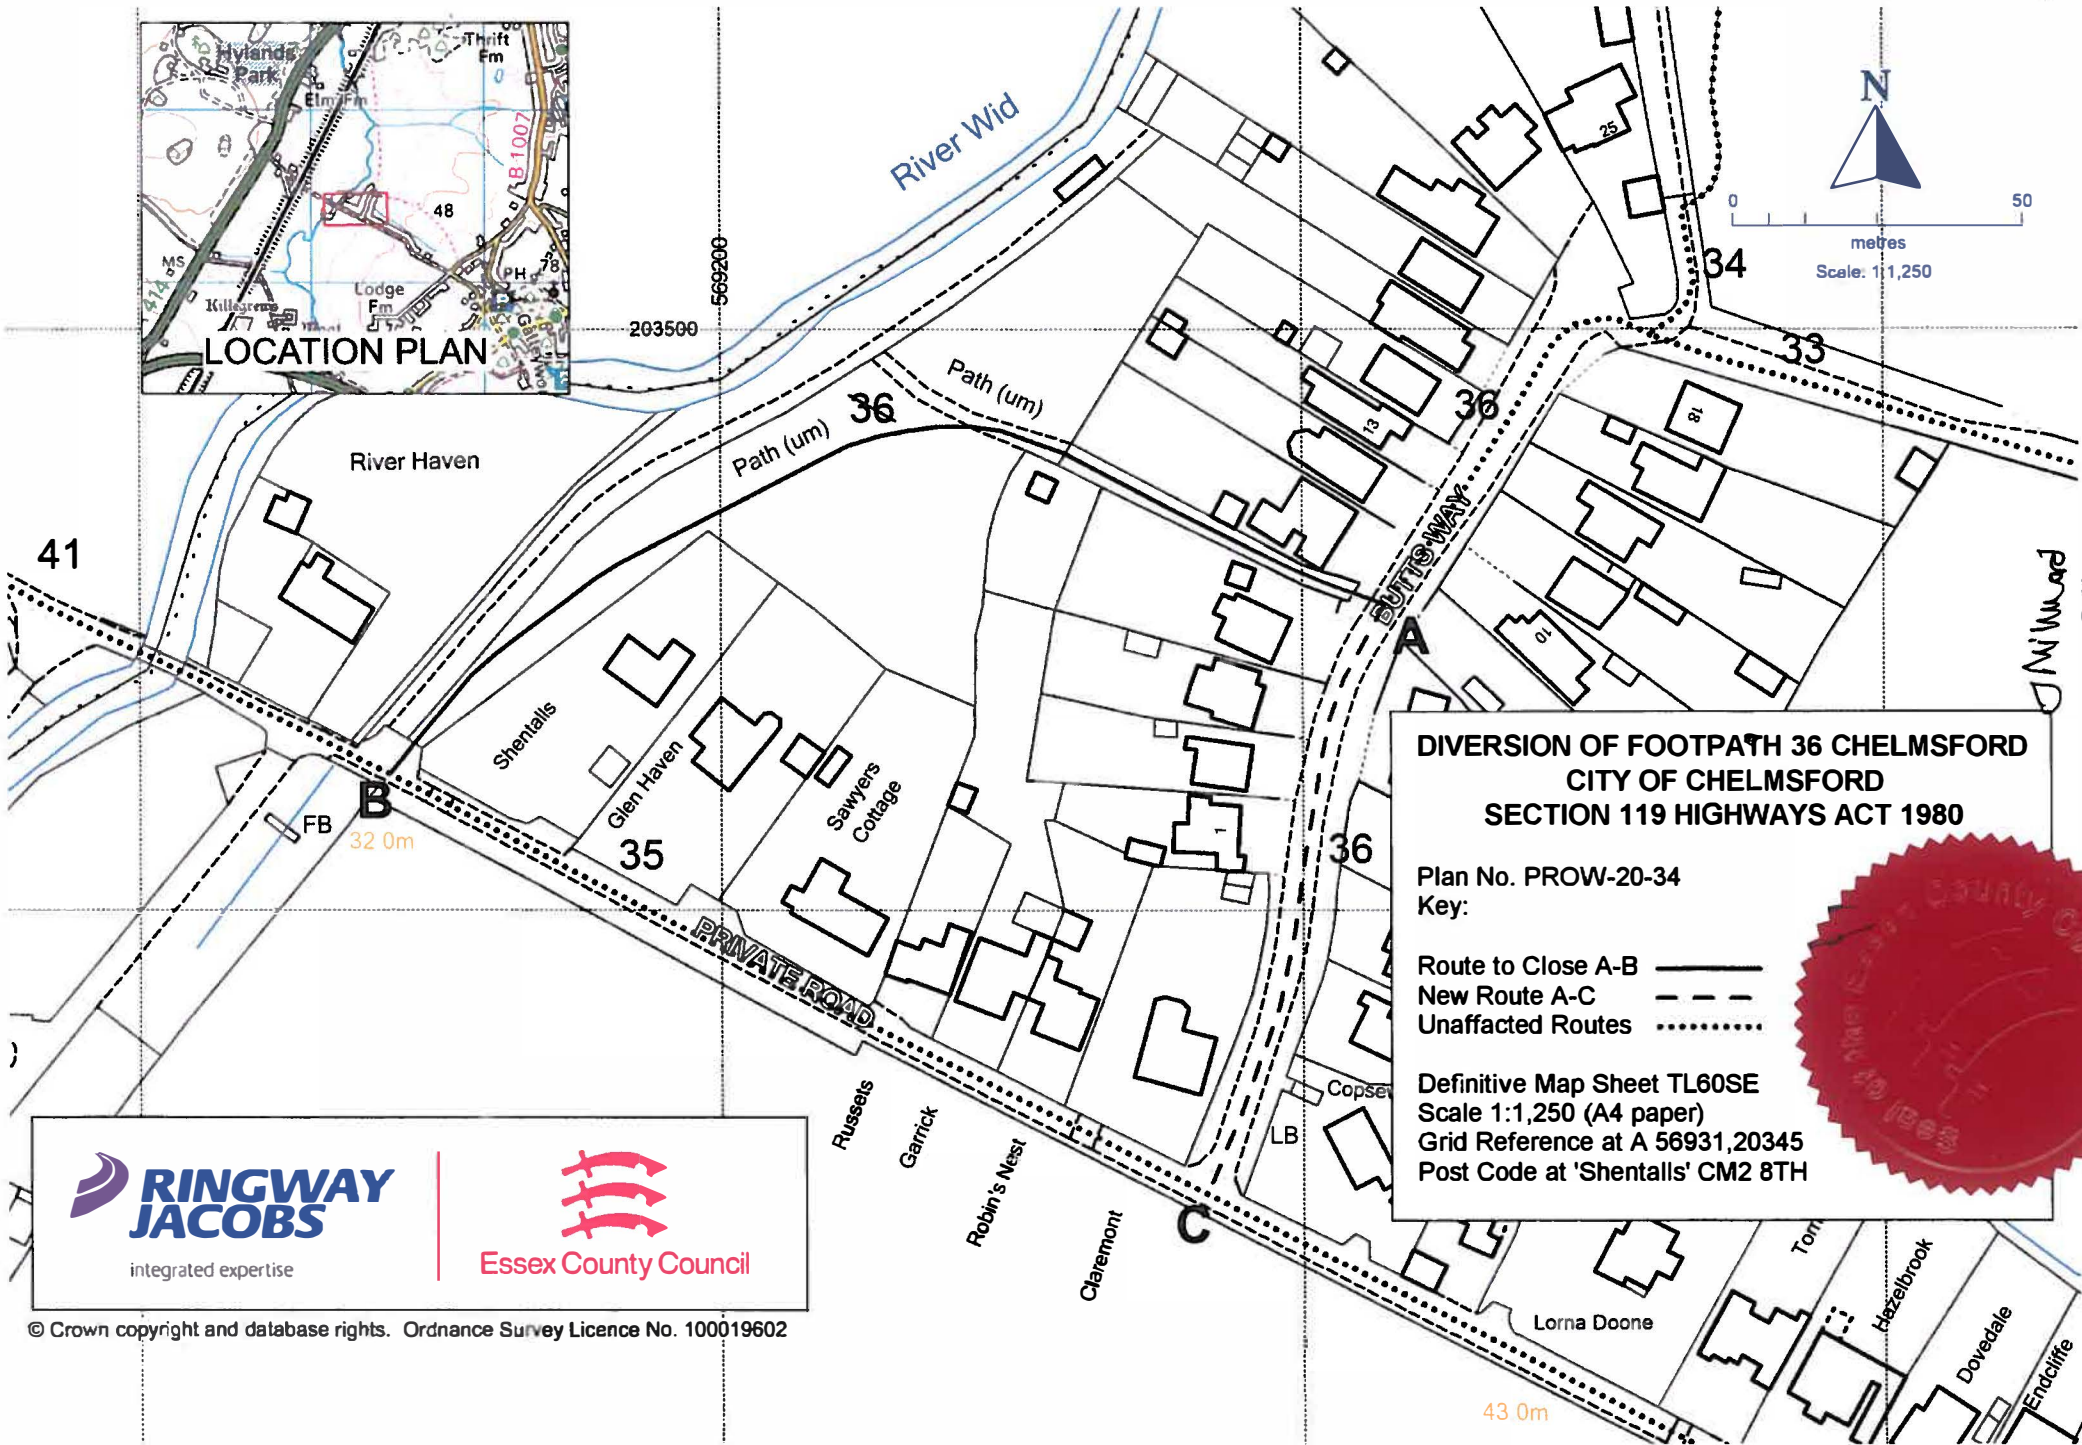 Hylands
Park
Thrift
Fm
Elm Fm
B 1007
48
MS
414
Lodge
Fm
PH
78
Killegrews
LOCATION PLAN
River Wid
569200
203500
N
0 50
metres
Scale. 1:1,250
25
34
33
36
36
Path (um)
Path (um)
13
18
10
River Haven
41
BUTTS WAY
A
Shentalls
Glen Haven
Sawyers
Cottage
B
FB
32 0m
35
36
1
PRIVATE ROAD
Russets
Garrick
Robin's Nest
Claremont
C
LB
Lorna Doone
Hazelbrook
Dovedale
Endcliffe
43 0m
DIVERSION OF FOOTPATH 36 CHELMSFORD
CITY OF CHELMSFORD
SECTION 119 HIGHWAYS ACT 1980
Plan No. PROW-20-34
Key:
Route to Close A-B
New Route A-C
Unaffacted Routes
Definitive Map Sheet TL60SE
Scale 1:1,250 (A4 paper)
Grid Reference at A 56931,20345
Post Code at 'Shentalls' CM2 8TH
RINGWAY
JACOBS
integrated expertise
Essex County Council
© Crown copyright and database rights. Ordnance Survey Licence No. 100019602